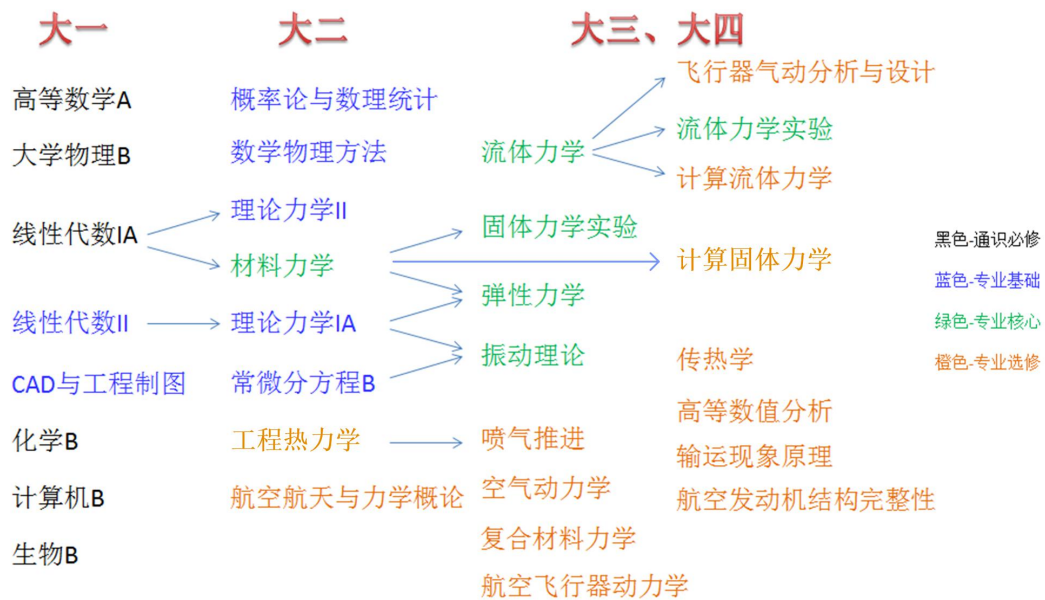 大一
大二
大三、大四
高等数学A
大学物理B
线性代数IA
线性代数II
CAD与工程制图
化学B
计算机B
生物B
概率论与数理统计
数学物理方法
理论力学II
材料力学
理论力学IA
常微分方程B
工程热力学
航空航天与力学概论
流体力学
固体力学实验
弹性力学
振动理论
喷气推进
空气动力学
复合材料力学
航空飞行器动力学
飞行器气动分析与设计
流体力学实验
计算流体力学
计算固体力学
传热学
高等数值分析
输运现象原理
航空发动机结构完整性
黑色-通识必修
蓝色-专业基础
绿色-专业核心
橙色-专业选修